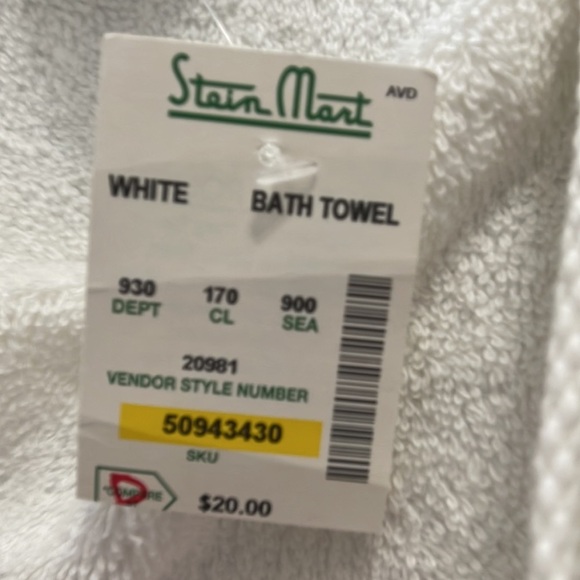 Stein Mart
AVD
WHITE BATH TOWEL
930 170 900
DEPT CL SEA
20981
VENDOR STYLE NUMBER
50943430
SKU
COMPARE $20.00